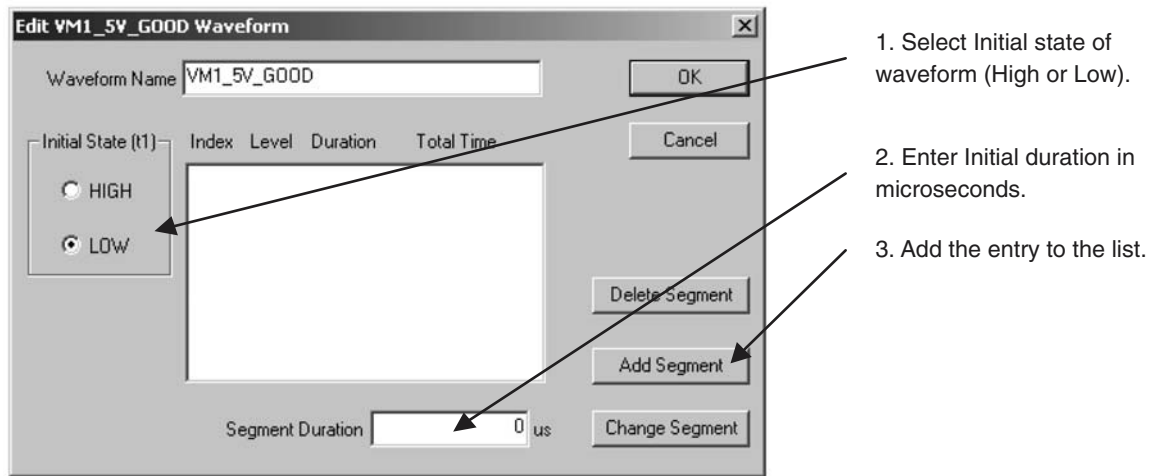 Edit VM1_5V_GOOD Waveform
Waveform Name VM1_5V_GOOD
OK
Initial State (t1)
HIGH
LOW
Index Level Duration Total Time
Cancel
Delete Segment
Add Segment
Segment Duration 0 us
Change Segment
1. Select Initial state of
waveform (High or Low).
2. Enter Initial duration in
microseconds.
3. Add the entry to the list.